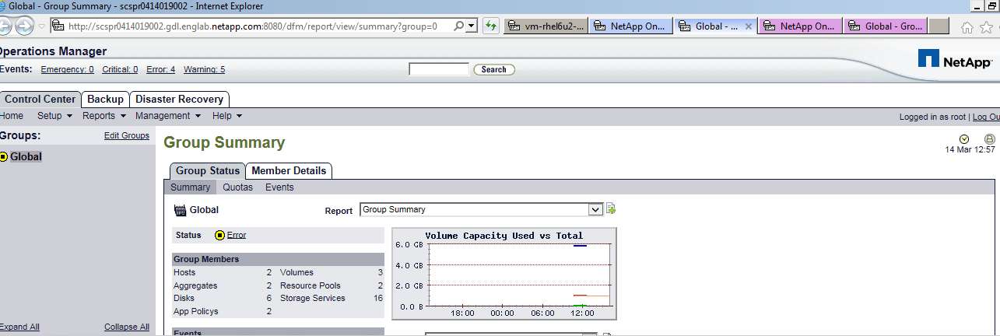 Global - Group Summary - scspr0414019002 - Internet Explorer
http://scspr0414019002.gdl.englab.netapp.com:8080/dfm/report/view/summary?group=0
vm-rhel6u2-... NetApp On... Global - ... NetApp On... Global - Gro...
Operations Manager
Events: Emergency: 0 Critical: 0 Error: 4 Warning: 5 Search
NetApp
Control Center Backup Disaster Recovery
Home Setup Reports Management Help Logged in as root | Log Ou
Groups: Edit Groups
Global
Group Summary
14 Mar 12:57
Group Status Member Details
Summary Quotas Events
Global Report Group Summary
Status Error
Group Members
Hosts 2 Volumes 3
Aggregates 2 Resource Pools 2
Disks 6 Storage Services 16
App Policys 2
Volume Capacity Used vs Total
6.0 GB
4.0 GB
2.0 GB
0.0 B
18:00 00:00 06:00 12:00
Expand All Collapse All
Events